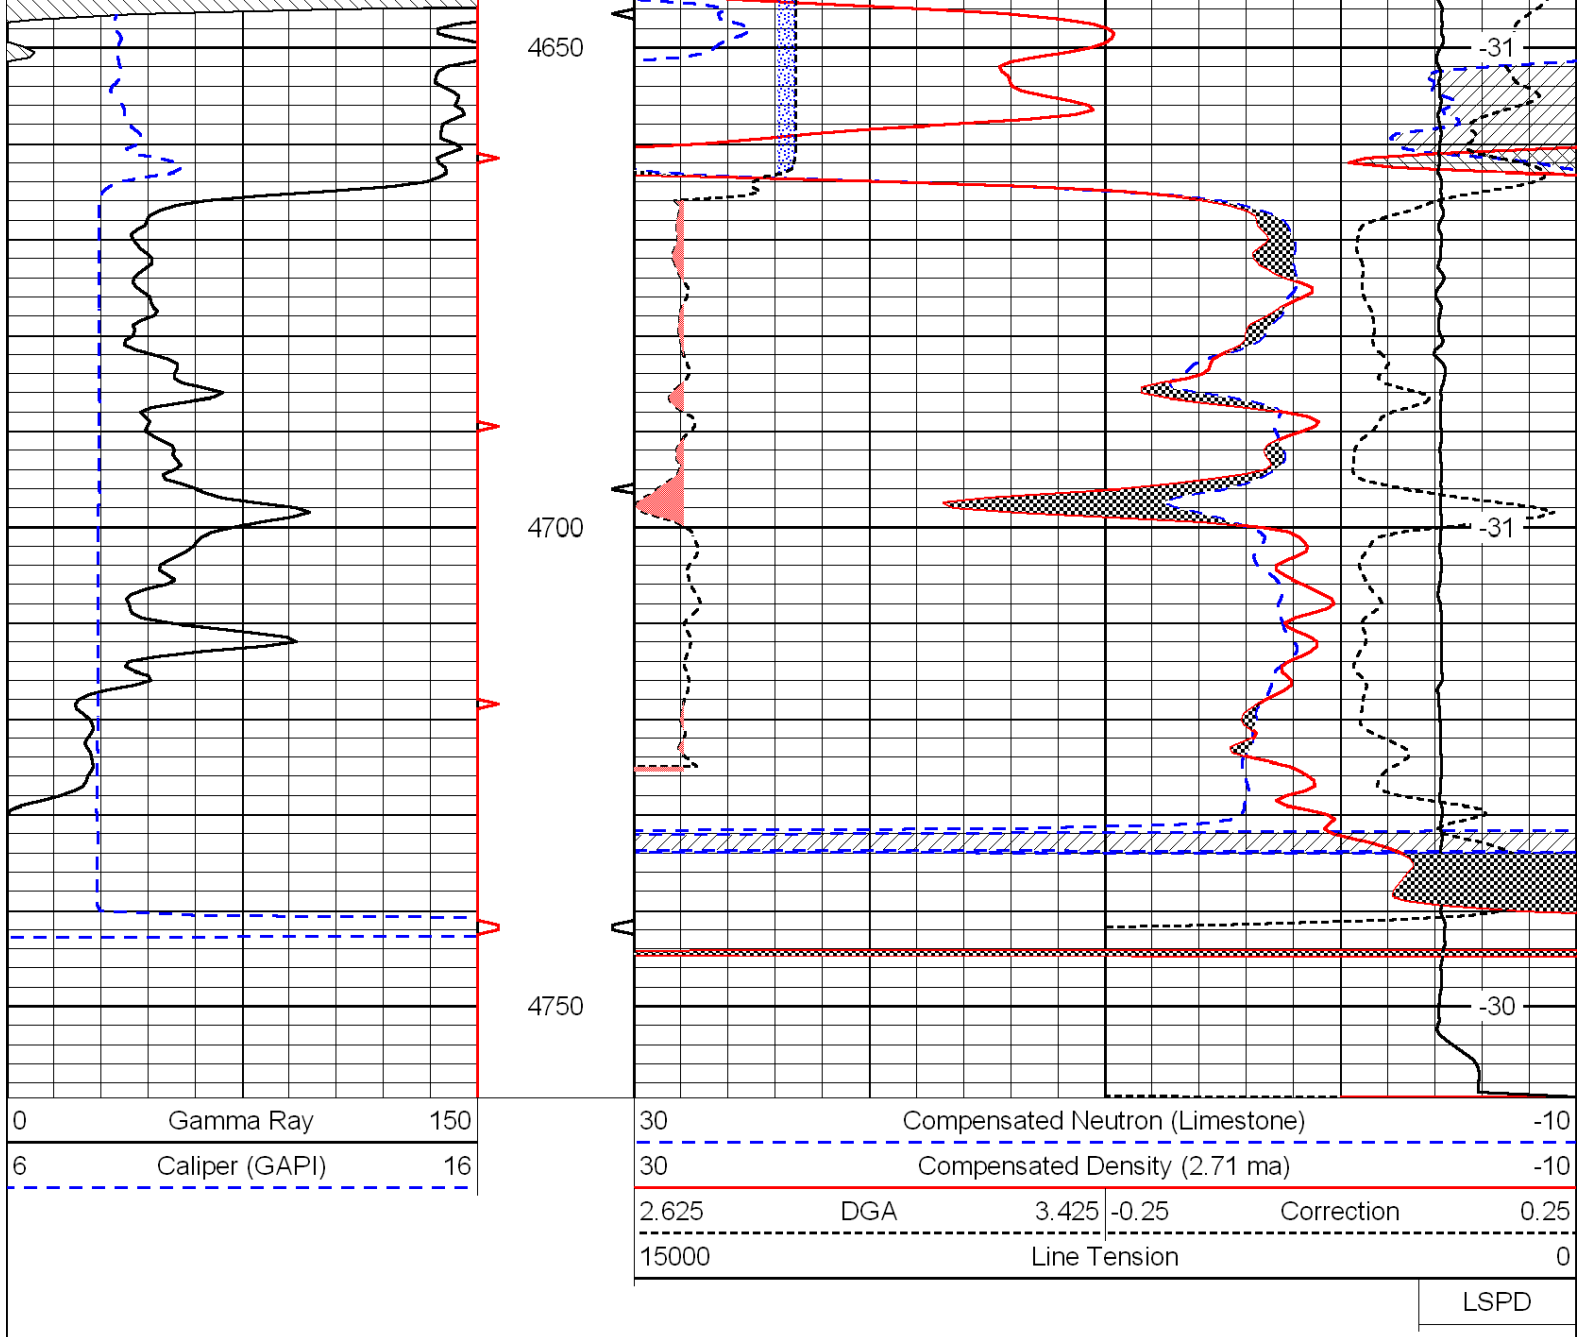 4650 -31
4700 -31
4750 -30
0 Gamma Ray 150
6 Caliper (GAPI) 16
30 Compensated Neutron (Limestone) -10
30 Compensated Density (2.71 ma) -10
2.625 DGA 3.425 -0.25 Correction 0.25
15000 Line Tension 0
LSPD